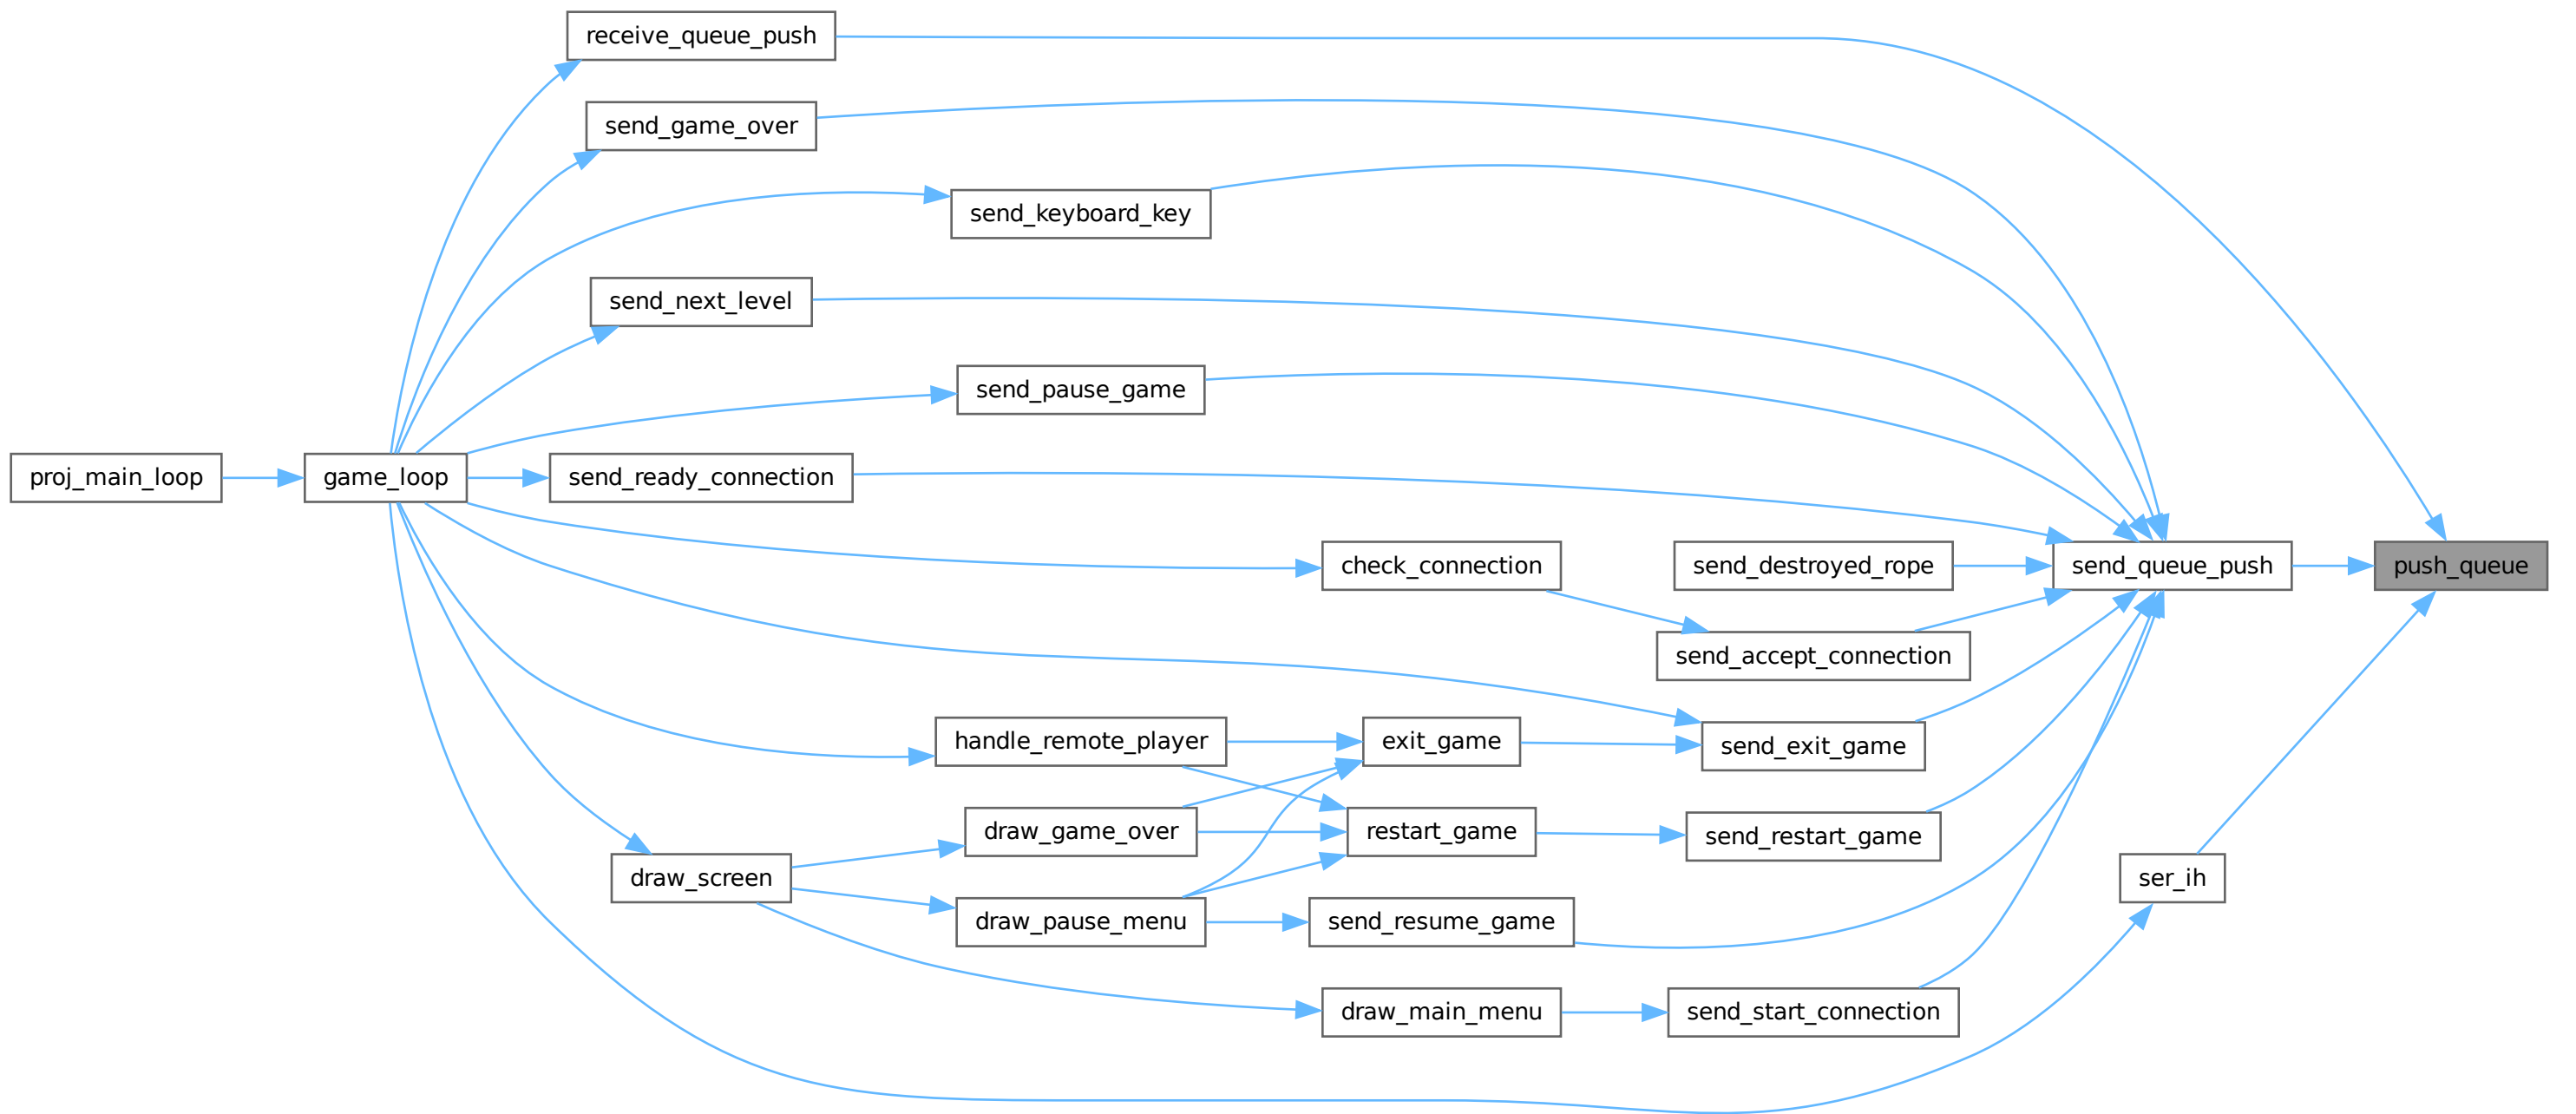 receive_queue_push
send_game_over
send_keyboard_key
send_next_level
send_pause_game
proj_main_loop
game_loop
send_ready_connection
check_connection
send_destroyed_rope
send_queue_push
push_queue
send_accept_connection
handle_remote_player
exit_game
send_exit_game
draw_game_over
restart_game
send_restart_game
draw_screen
ser_ih
draw_pause_menu
send_resume_game
draw_main_menu
send_start_connection